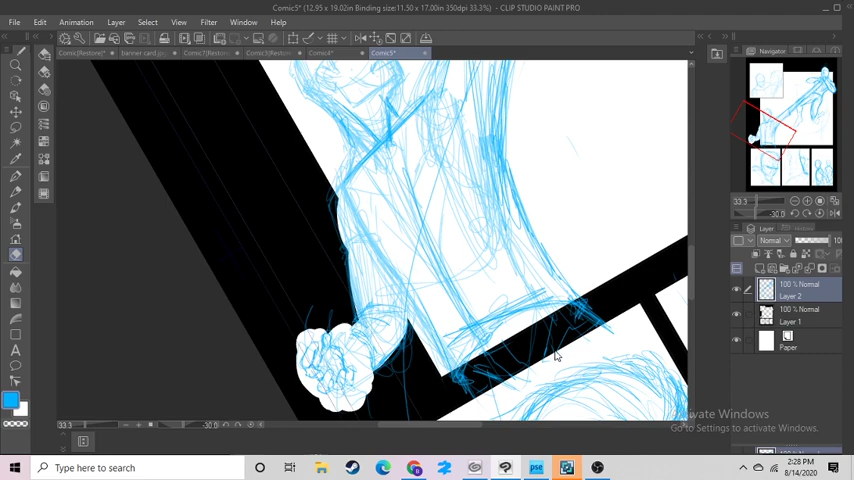 Comic5* (12.95 x 19.02in Binding size:11.50 x 17.00in 350dpi 33.3%) - CLIP STUDIO PAINT PRO
File Edit Animation Layer Select View Filter Window Help
Comic5*
Comic4*
banner card.
Navigator
33.3
-30.0
Layer
Normal
100 % Normal
Layer 2
100 % Normal
Layer 1
Paper
33.3
-30.0
Activate Windows
Go to Settings to activate Windows.
Type here to search
2:28 PM
8/14/2020